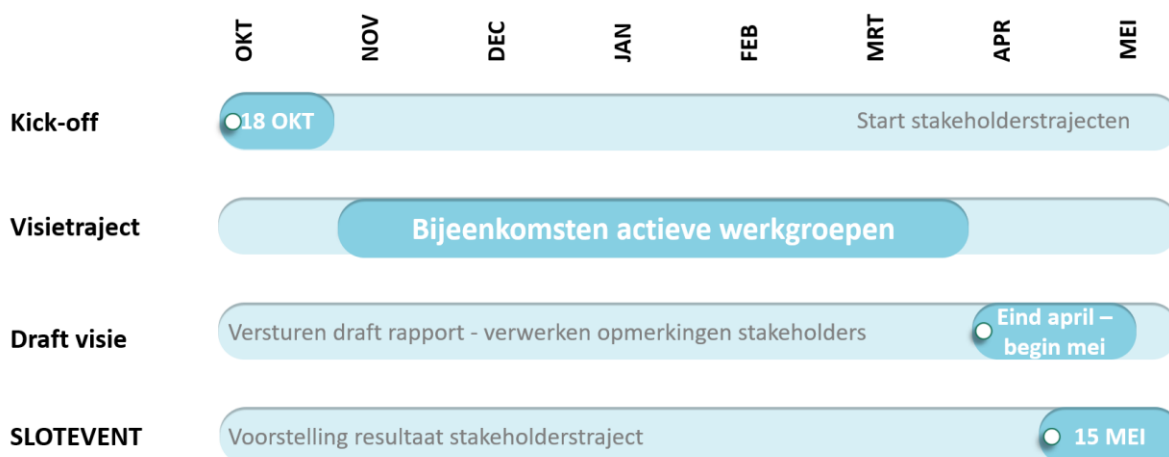 OKT NOV DEC JAN FEB MRT APR MEI
Kick-off
18 OKT
Start stakeholderstrajecten
Visietraject
Bijeenkomsten actieve werkgroepen
Draft visie
Versturen draft rapport - verwerken opmerkingen stakeholders
Eind april –
begin mei
SLOTEVENT
Voorstelling resultaat stakeholderstraject
15 MEI